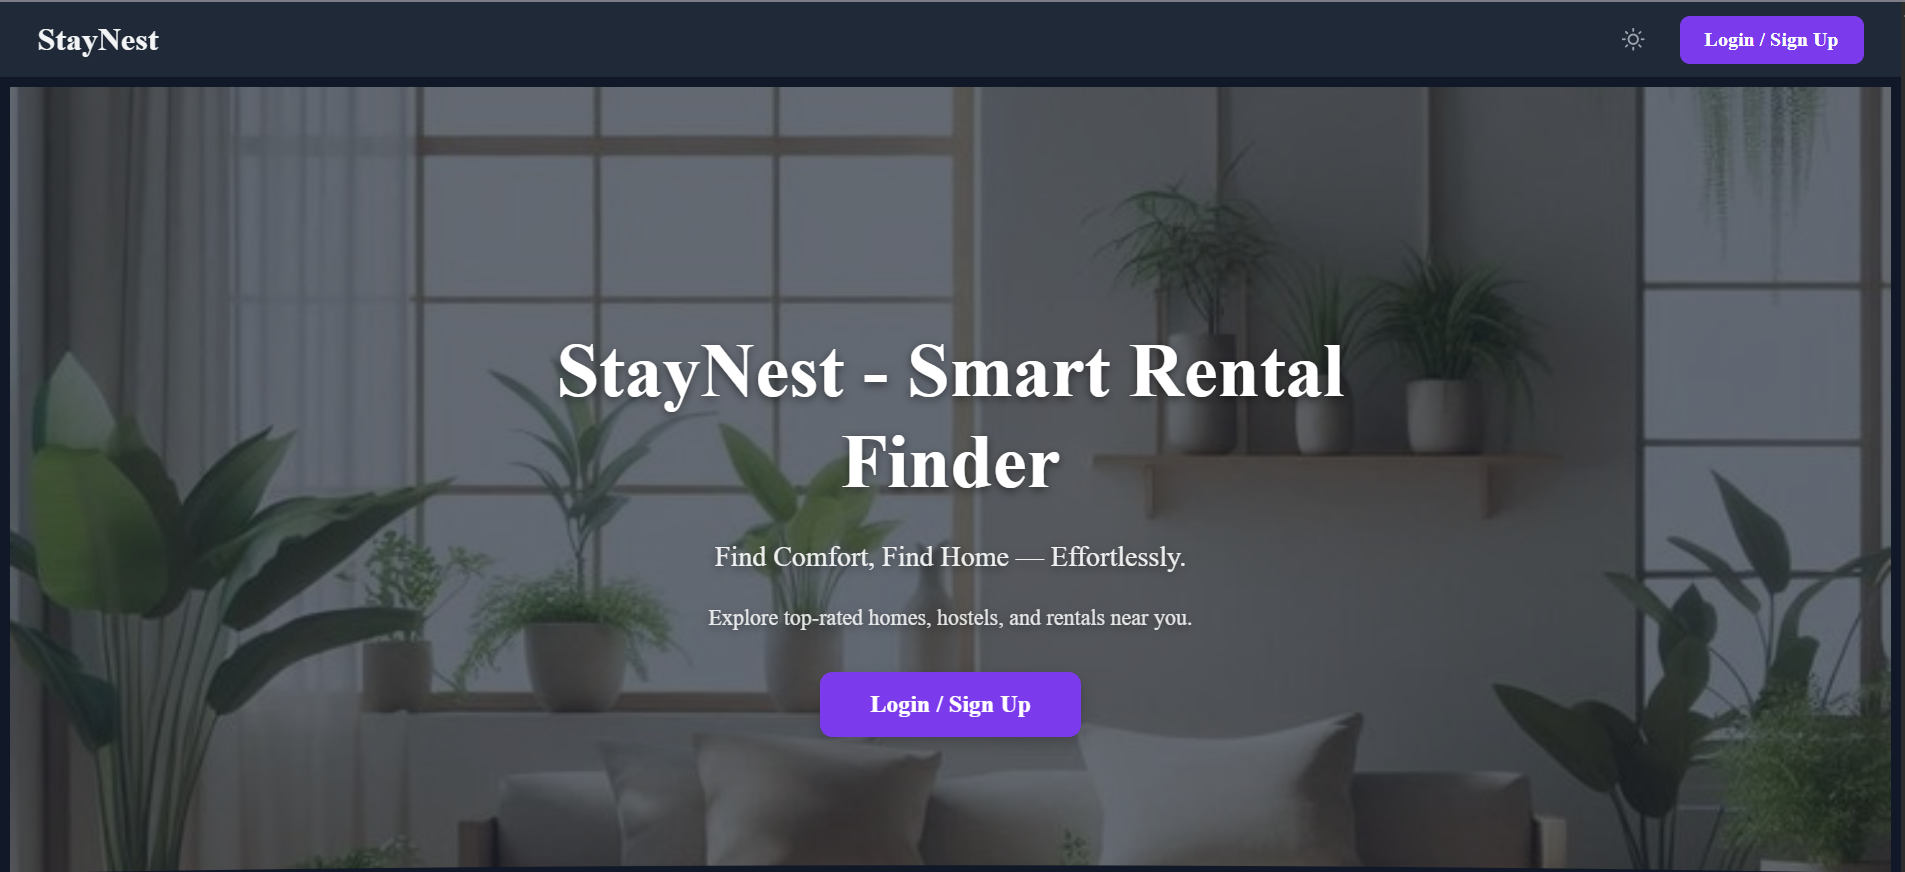 StayNest
Login / Sign Up
StayNest - Smart Rental
Finder
Find Comfort, Find Home — Effortlessly.
Explore top-rated homes, hostels, and rentals near you.
Login / Sign Up